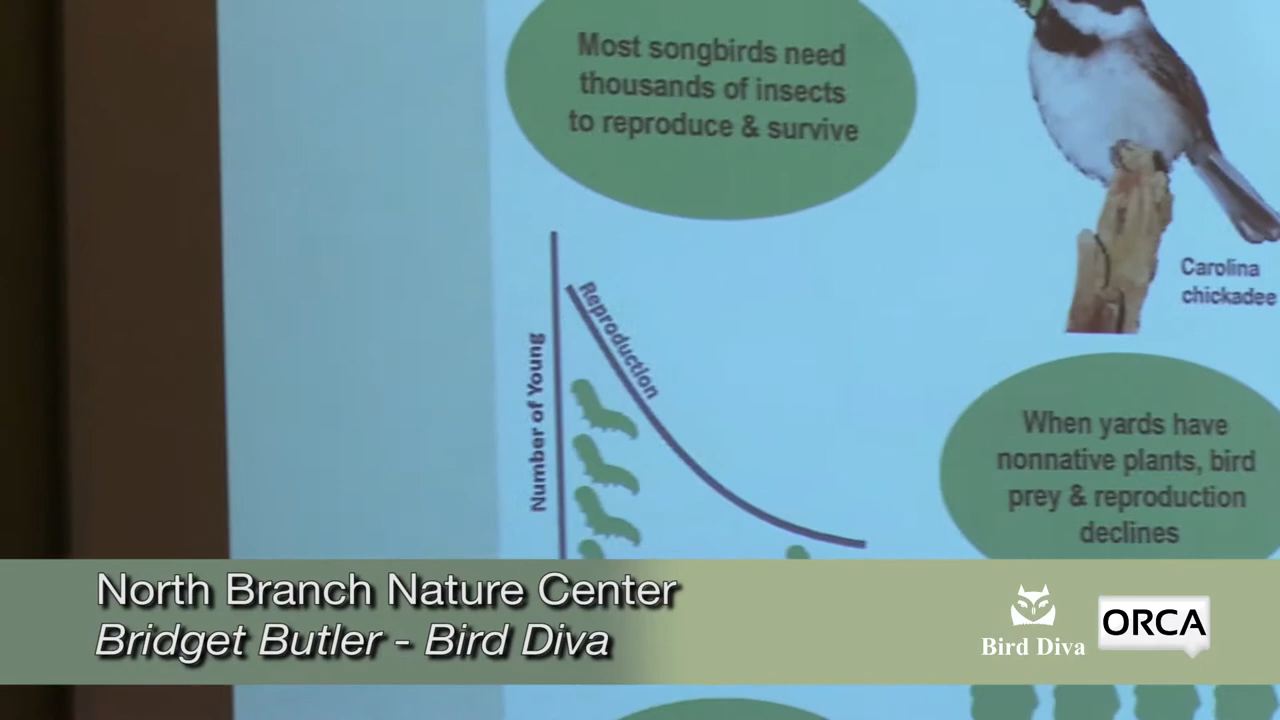 Most songbirds need
thousands of insects
to reproduce & survive
Carolina
chickadee
Reproduction
Number of Young
When yards have
nonnative plants, bird
prey & reproduction
declines
North Branch Nature Center
Bridget Butler - Bird Diva
Bird Diva
ORCA